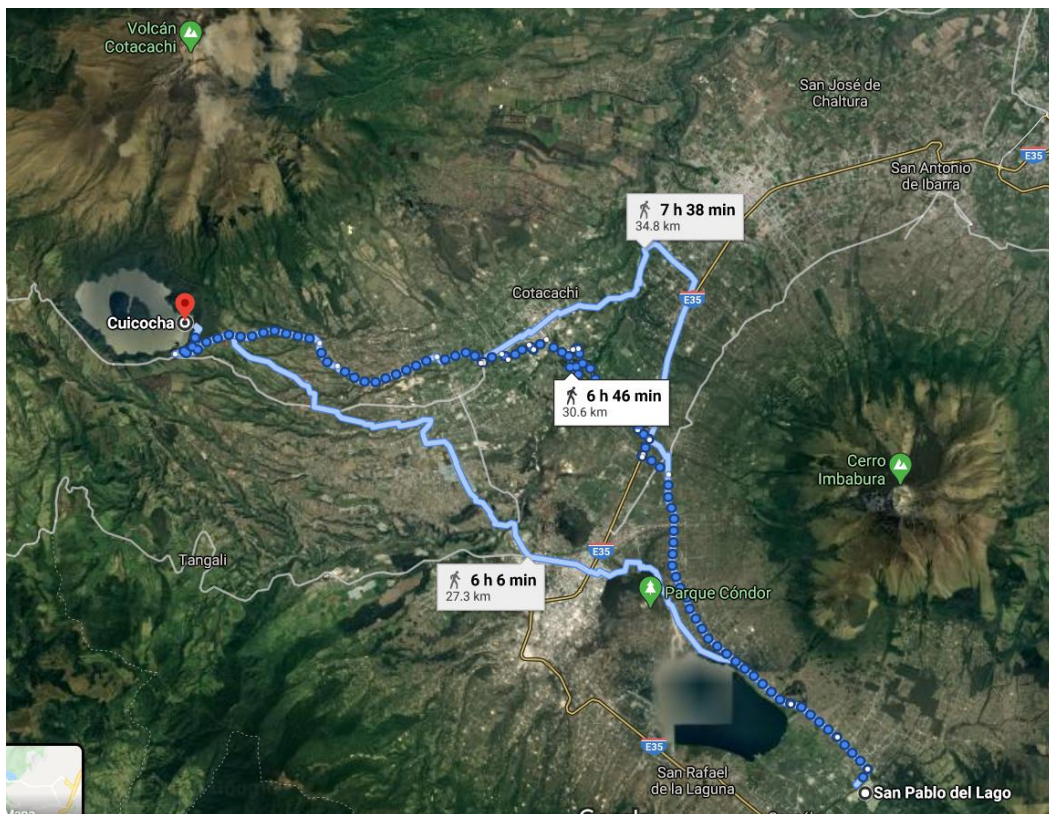 Volcán
Cotacachi
San José de
Chaltura
E35
San Antonio
de Ibarra
7 h 38 min
34.8 km
Cotacachi
E35
Cuicocha
6 h 46 min
30.6 km
Cerro
Imbabura
E35
Tangali
6 h 6 min
27.3 km
Parque Cóndor
E35
San Rafael
de la Laguna
San Pablo del Lago